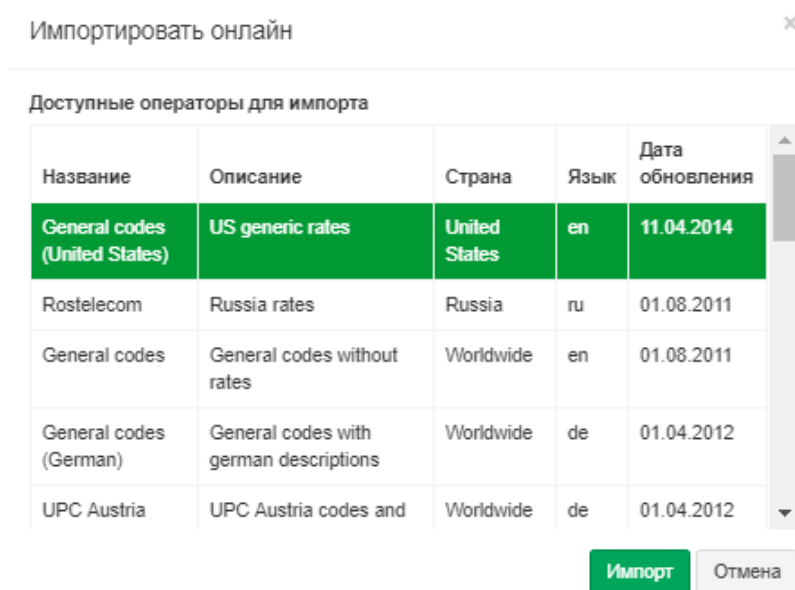 Импортировать онлайн ×
Доступные операторы для импорта
Название Описание Страна Язык Дата обновления
General codes (United States) US generic rates United States en 11.04.2014
Rostelecom Russia rates Russia ru 01.08.2011
General codes General codes without rates Worldwide en 01.08.2011
General codes (German) General codes with german descriptions Worldwide de 01.04.2012
UPC Austria UPC Austria codes and Worldwide de 01.04.2012
Импорт Отмена